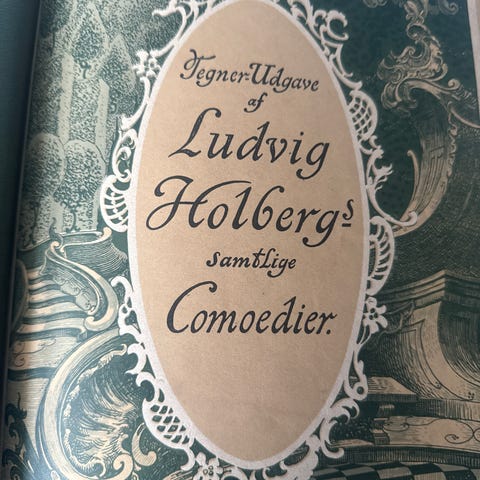 Tegner-Udgave
af
Ludvig
Holbergs
samtlige
Comoedier.